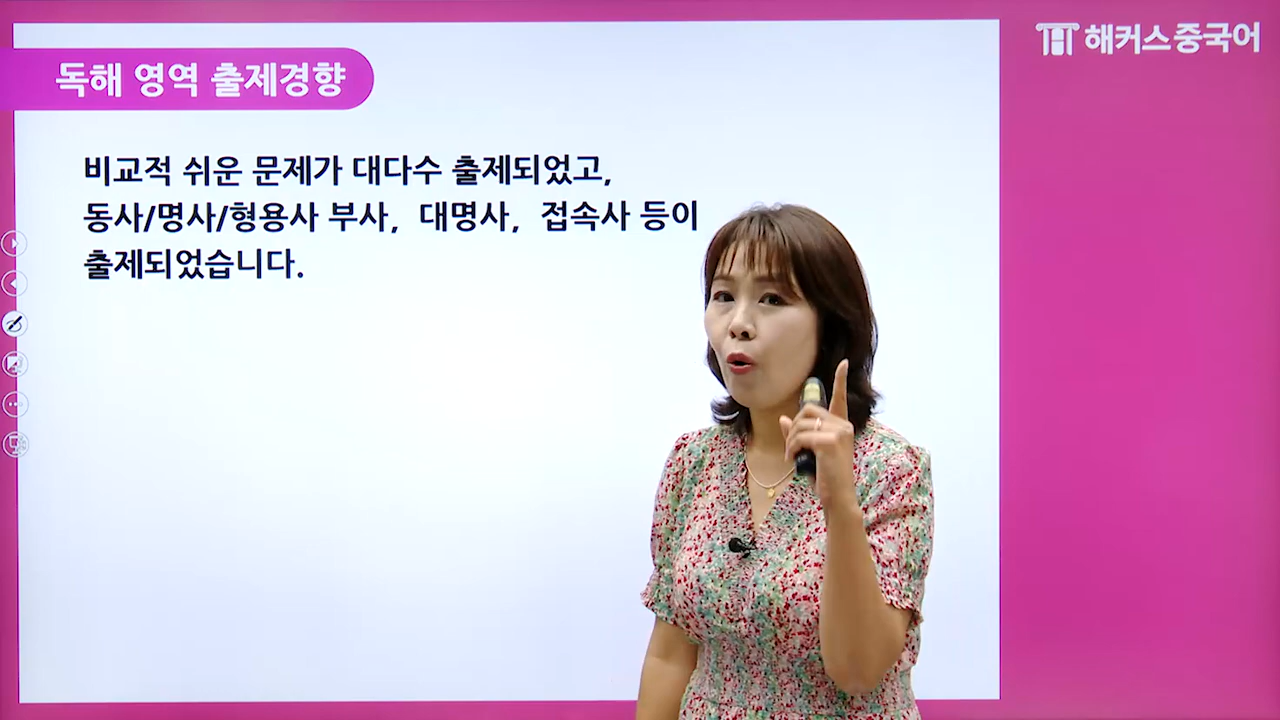 해커스중국어
독해 영역 출제경향
비교적 쉬운 문제가 대다수 출제되었고,
동사/명사/형용사 부사, 대명사, 접속사 등이
출제되었습니다.